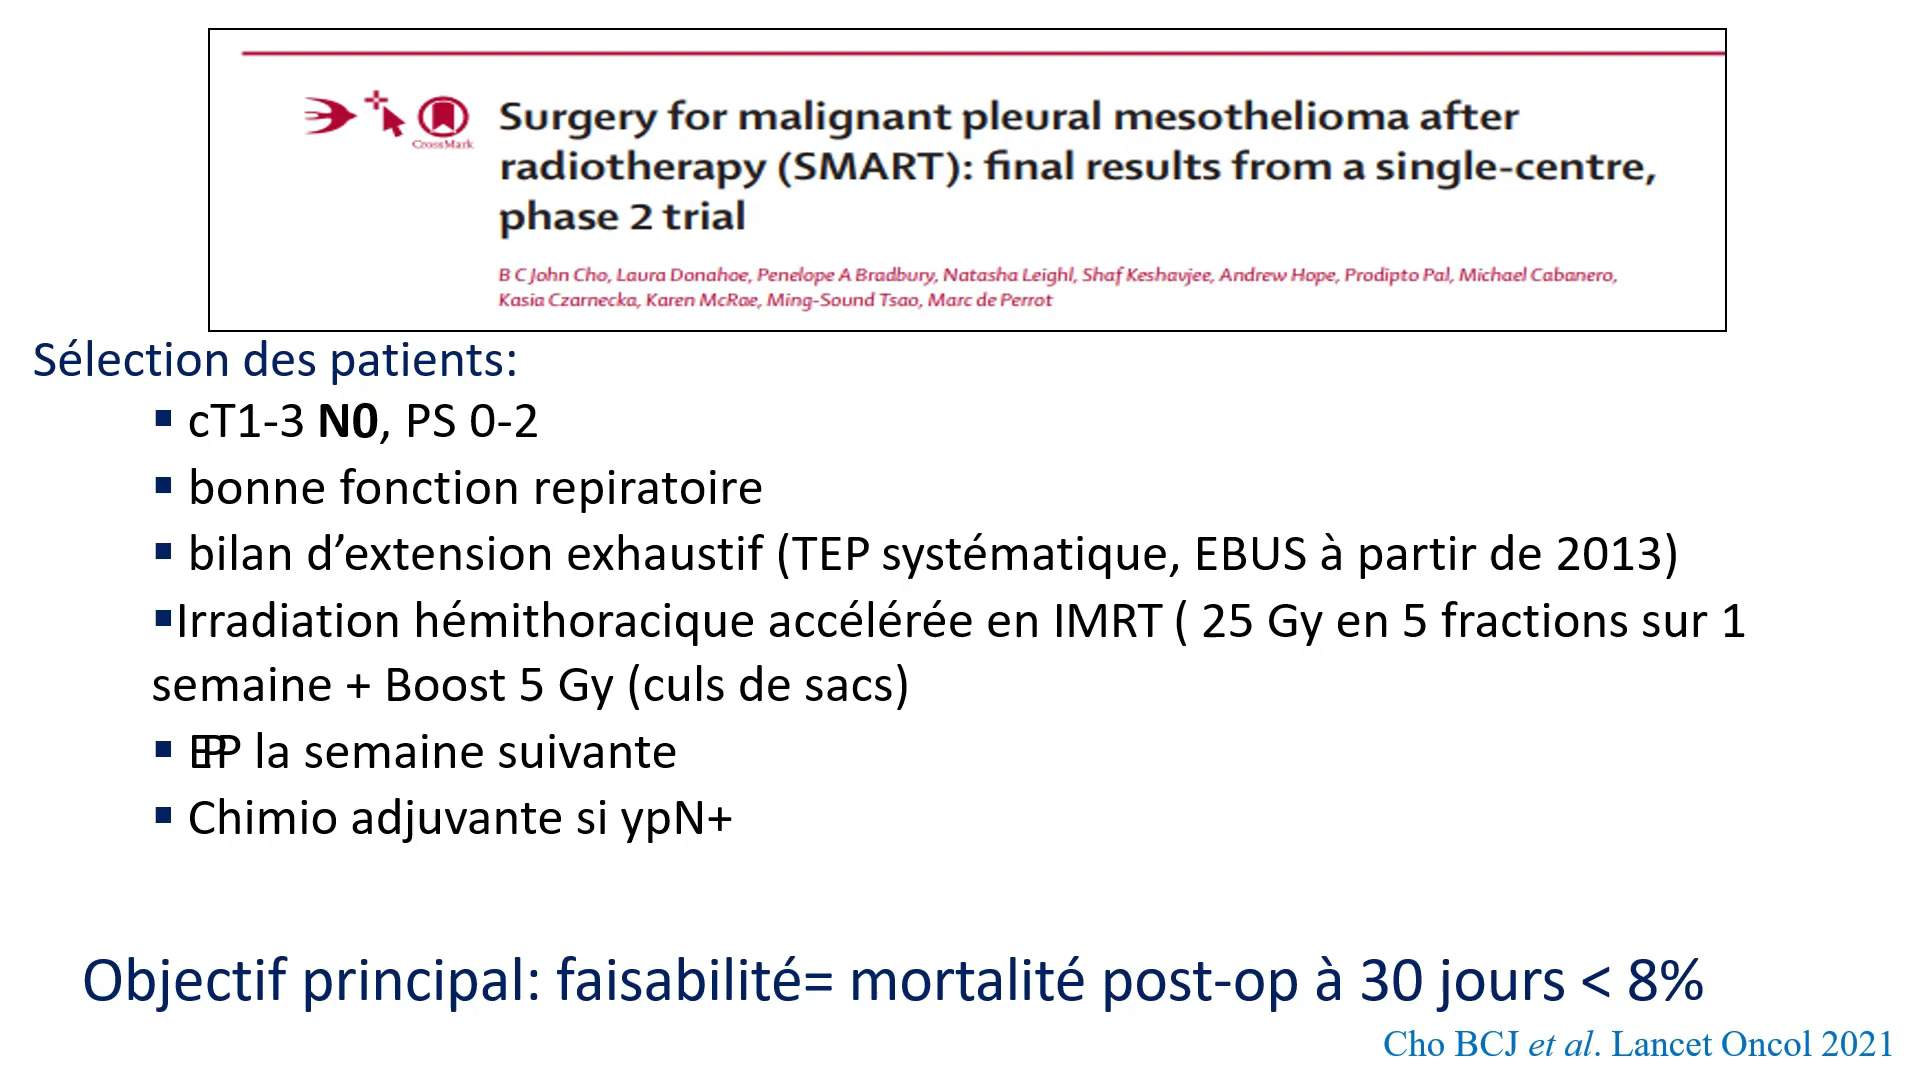 CrossMark
Surgery for malignant pleural mesothelioma after
radiotherapy (SMART): final results from a single-centre,
phase 2 trial
B C John Cho, Laura Donahoe, Penelope A Bradbury, Natasha Leighl, Shaf Keshavjee, Andrew Hope, Prodipto Pal, Michael Cabanero,
Kasia Czarnecka, Karen McRae, Ming-Sound Tsao, Marc de Perrot
Sélection des patients:
▪ cT1-3 N0, PS 0-2
▪ bonne fonction repiratoire
▪ bilan d’extension exhaustif (TEP systématique, EBUS à partir de 2013)
▪Irradiation hémithoracique accélérée en IMRT ( 25 Gy en 5 fractions sur 1
semaine + Boost 5 Gy (culs de sacs)
▪ EPP la semaine suivante
▪ Chimio adjuvante si ypN+
Objectif principal: faisabilité= mortalité post-op à 30 jours < 8%
Cho BCJ et al. Lancet Oncol 2021